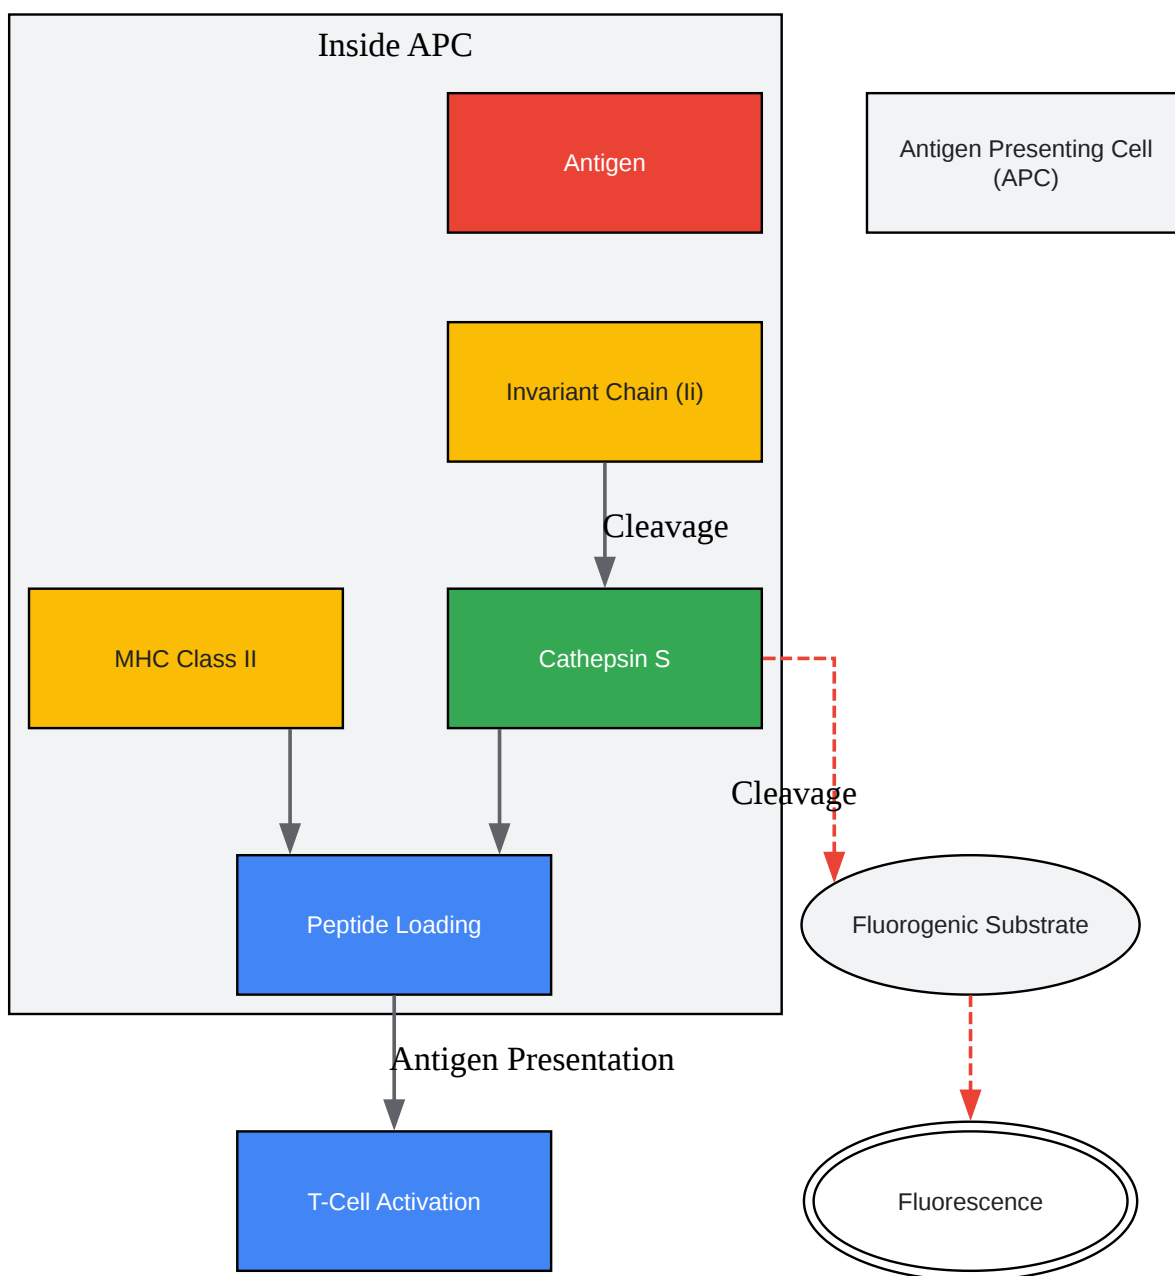 Inside APC
Antigen
Antigen Presenting Cell
(APC)
Invariant Chain (Ii)
Cleavage
MHC Class II
Cathepsin S
Cleavage
Peptide Loading
Fluorogenic Substrate
Antigen Presentation
T-Cell Activation
Fluorescence